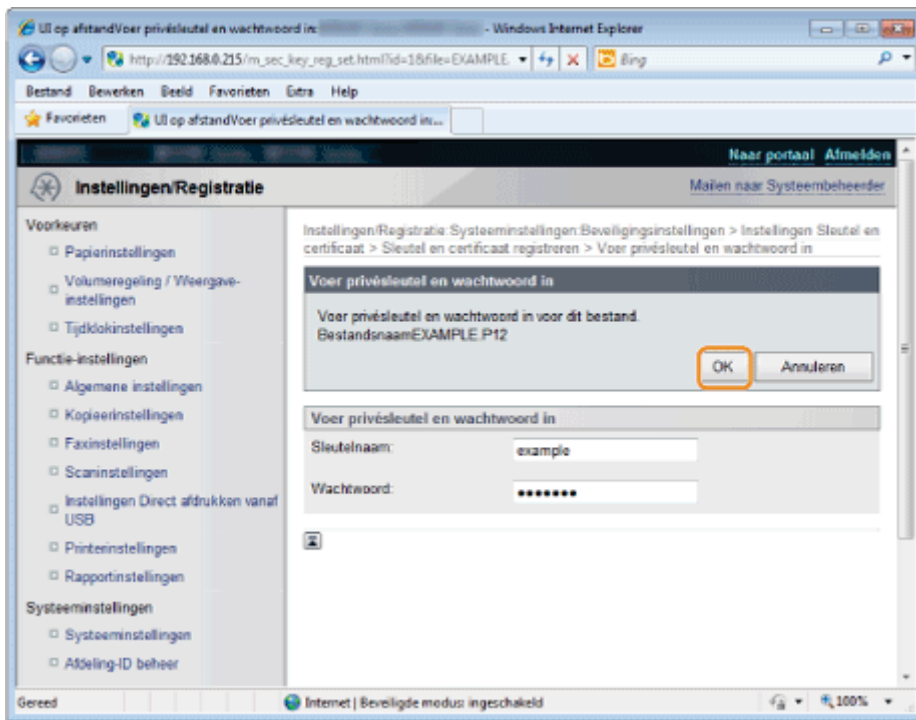 UI op afstandVoer privésleutel en wachtwoord in: - Windows Internet Explorer
http://192.168.0.215/m_sec_key_reg_set.html?id=1&file=EXAMPLE. Bing
Bestand Bewerken Beeld Favorieten Extra Help
Favorieten UI op afstandVoer privésleutel en wachtwoord in:...
Naar portaal Afmelden
Instellingen/Registratie Mailen naar Systeembeheerder
Voorkeuren
Papierinstellingen
Volumeregeling / Weergave-
instellingen
Tijdklokinstellingen
Functie-instellingen
Algemene instellingen
Kopieerinstellingen
Faxinstellingen
Scaninstellingen
Instellingen Direct afdrukken vanaf
USB
Printerinstellingen
Rapportinstellingen
Systeeminstellingen
Systeeminstellingen
Afdeling-ID beheer
Instellingen/Registratie:Systeeminstellingen:Beveiligingsinstellingen > Instellingen Sleutel en
certificaat > Sleutel en certificaat registreren > Voer privésleutel en wachtwoord in
Voer privésleutel en wachtwoord in
Voer privésleutel en wachtwoord in voor dit bestand.
BestandsnaamEXAMPLE.P12
OK Annuleren
Voer privésleutel en wachtwoord in
Sleutelnaam: example
Wachtwoord: •••••••
Gereed Internet | Beveiligde modus: ingeschakeld 100%